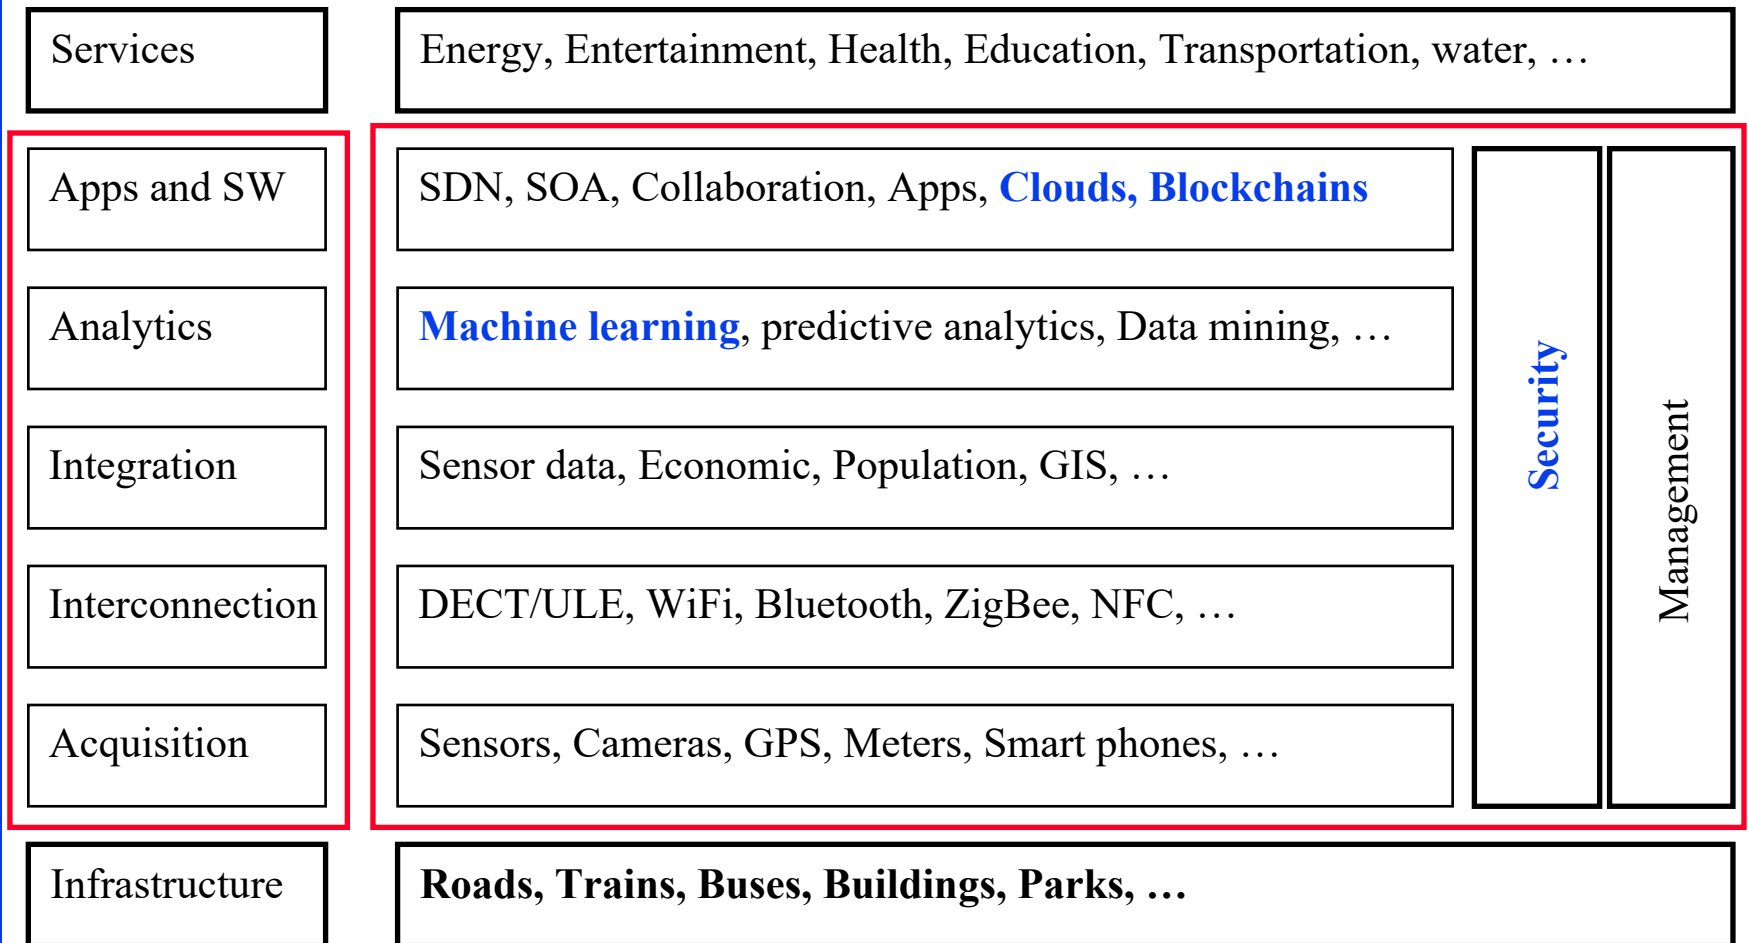 Services
Energy, Entertainment, Health, Education, Transportation, water, …
Apps and SW
SDN, SOA, Collaboration, Apps, Clouds, Blockchains
Analytics
Machine learning, predictive analytics, Data mining, …
Integration
Sensor data, Economic, Population, GIS, …
Interconnection
DECT/ULE, WiFi, Bluetooth, ZigBee, NFC, …
Acquisition
Sensors, Cameras, GPS, Meters, Smart phones, …
Security
Management
Infrastructure
Roads, Trains, Buses, Buildings, Parks, …